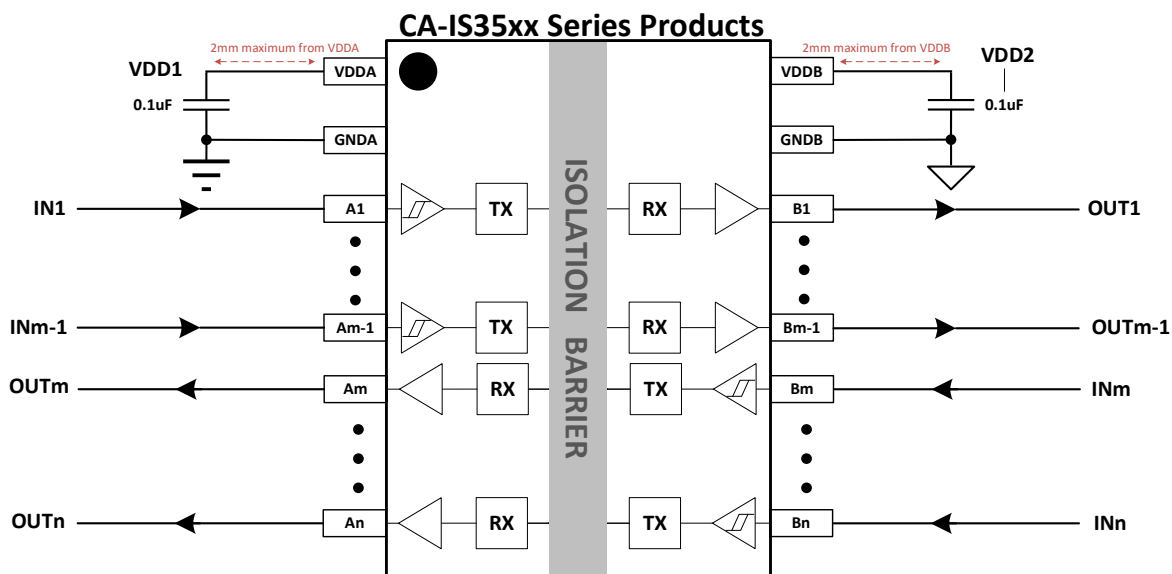 CA-IS35xx Series Products
2mm maximum from VDDA
2mm maximum from VDDB
VDD1
VDDA
VDDB
VDD2
0.1uF
0.1uF
GNDA
GNDB
ISOLATION BARRIER
IN1
A1
TX
RX
B1
OUT1
INm-1
Am-1
TX
RX
Bm-1
OUTm-1
OUTm
Am
RX
TX
Bm
INm
OUTn
An
RX
TX
Bn
INn